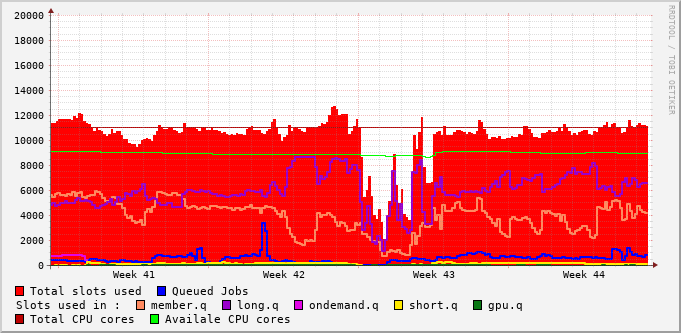 20000
18000
16000
14000
12000
10000
8000
6000
4000
2000
0
Week 41 Week 42 Week 43 Week 44
RRDTOOL / TOBI OETIKER
Total slots used Queued Jobs
Slots used in : member.q long.q ondemand.q short.q gpu.q
Total CPU cores Availale CPU cores